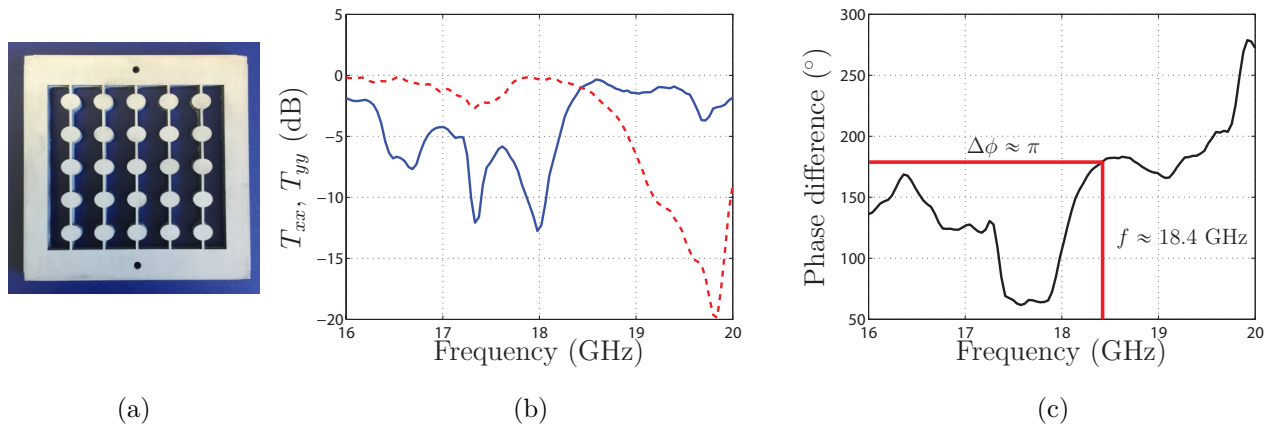 5
0
−5
−10
−15
−20
16
17
18
19
20
T_xx, T_yy (dB)
Frequency (GHz)
300
250
200
150
100
50
16
17
18
19
20
Phase difference (°)
Δϕ ≈ π
f ≈ 18.4 GHz
Frequency (GHz)
(a)
(b)
(c)